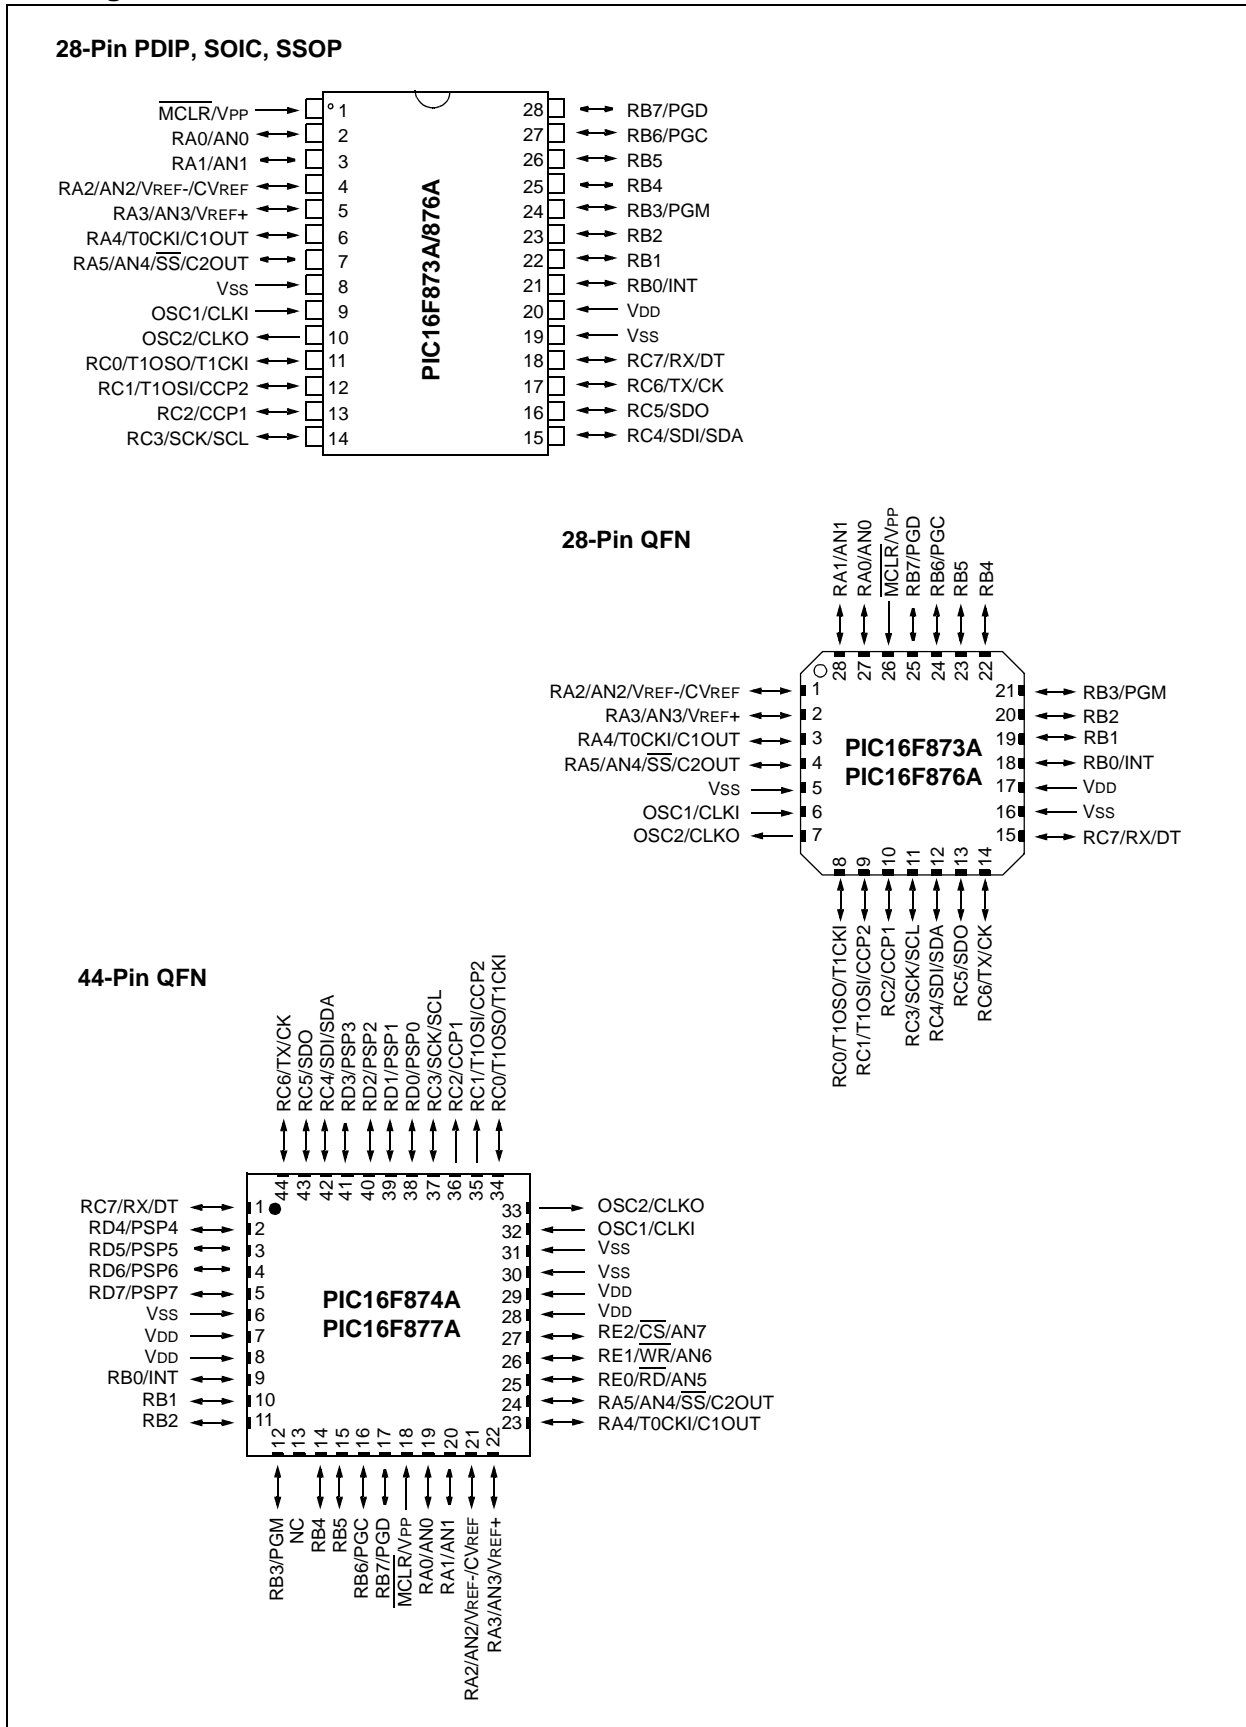 28-Pin PDIP, SOIC, SSOP
MCLR/VPP 1
RA0/AN0 2
RA1/AN1 3
RA2/AN2/VREF-/CVREF 4
RA3/AN3/VREF+ 5
RA4/T0CKI/C1OUT 6
RA5/AN4/SS/C2OUT 7
VSS 8
OSC1/CLKI 9
OSC2/CLKO 10
RC0/T1OSO/T1CKI 11
RC1/T1OSI/CCP2 12
RC2/CCP1 13
RC3/SCK/SCL 14
PIC16F873A/876A
28 RB7/PGD
27 RB6/PGC
26 RB5
25 RB4
24 RB3/PGM
23 RB2
22 RB1
21 RB0/INT
20 VDD
19 VSS
18 RC7/RX/DT
17 RC6/TX/CK
16 RC5/SDO
15 RC4/SDI/SDA
28-Pin QFN
RA1/AN1 28
RA0/AN0 27
MCLR/VPP 26
RB7/PGD 25
RB6/PGC 24
RB5 23
RB4 22
RA2/AN2/VREF-/CVREF 1
RA3/AN3/VREF+ 2
RA4/T0CKI/C1OUT 3
RA5/AN4/SS/C2OUT 4
VSS 5
OSC1/CLKI 6
OSC2/CLKO 7
PIC16F873A
PIC16F876A
21 RB3/PGM
20 RB2
19 RB1
18 RB0/INT
17 VDD
16 VSS
15 RC7/RX/DT
8 RC0/T1OSO/T1CKI
9 RC1/T1OSI/CCP2
10 RC2/CCP1
11 RC3/SCK/SCL
12 RC4/SDI/SDA
13 RC5/SDO
14 RC6/TX/CK
44-Pin QFN
RC6/TX/CK 44
RC5/SDO 43
RC4/SDI/SDA 42
RD3/PSP3 41
RD2/PSP2 40
RD1/PSP1 39
RD0/PSP0 38
RC3/SCK/SCL 37
RC2/CCP1 36
RC1/T1OSI/CCP2 35
RC0/T1OSO/T1CKI 34
RC7/RX/DT 1
RD4/PSP4 2
RD5/PSP5 3
RD6/PSP6 4
RD7/PSP7 5
VSS 6
VDD 7
VDD 8
RB0/INT 9
RB1 10
RB2 11
PIC16F874A
PIC16F877A
33 OSC2/CLKO
32 OSC1/CLKI
31 VSS
30 VSS
29 VDD
28 VDD
27 RE2/CS/AN7
26 RE1/WR/AN6
25 RE0/RD/AN5
24 RA5/AN4/SS/C2OUT
23 RA4/T0CKI/C1OUT
12 RB3/PGM
13 NC
14 RB4
15 RB5
16 RB6/PGC
17 RB7/PGD
18 MCLR/VPP
19 RA0/AN0
20 RA1/AN1
21 RA2/AN2/VREF-/CVREF
22 RA3/AN3/VREF+